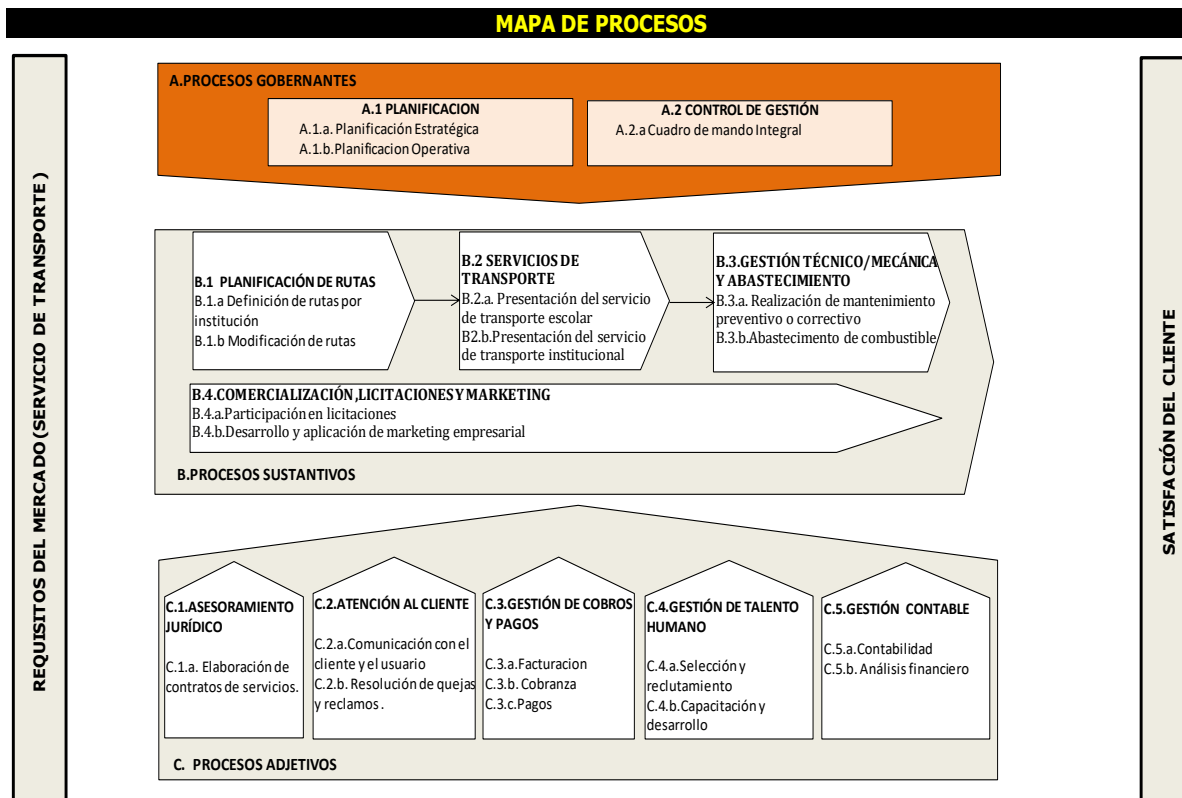 MAPA DE PROCESOS
REQUISITOS DEL MERCADO (SERVICIO DE TRANSPORTE)
A.PROCESOS GOBERNANTES
A.1 PLANIFICACION
A.1.a. Planificación Estratégica
A.1.b.Planificacion Operativa
A.2 CONTROL DE GESTIÓN
A.2.a Cuadro de mando Integral
B.1 PLANIFICACIÓN DE RUTAS
B.1.a Definición de rutas por
institución
B.1.b Modificación de rutas
B.2 SERVICIOS DE
TRANSPORTE
B.2.a. Presentación del servicio
de transporte escolar
B2.b.Presentación del servicio
de transporte institucional
B.3.GESTIÓN TÉCNICO/MECÁNICA
Y ABASTECIMIENTO
B.3.a. Realización de mantenimiento
preventivo o correctivo
B.3.b.Abastecimento de combustible
B.4.COMERCIALIZACIÓN ,LICITACIONES Y MARKETING
B.4.a.Participación en licitaciones
B.4.b.Desarrollo y aplicación de marketing empresarial
B.PROCESOS SUSTANTIVOS
C.1.ASESORAMIENTO
JURÍDICO
C.1.a. Elaboración de
contratos de servicios.
C.2.ATENCIÓN AL CLIENTE
C.2.a.Comunicación con el
cliente y el usuario
C.2.b. Resolución de quejas
y reclamos .
C.3.GESTIÓN DE COBROS
Y PAGOS
C.3.a.Facturacion
C.3.b. Cobranza
C.3.c.Pagos
C.4.GESTIÓN DE TALENTO
HUMANO
C.4.a.Selección y
reclutamiento
C.4.b.Capacitación y
desarrollo
C.5.GESTIÓN CONTABLE
C.5.a.Contabilidad
C.5.b. Análisis financiero
C. PROCESOS ADJETIVOS
SATISFACIÓN DEL CLIENTE